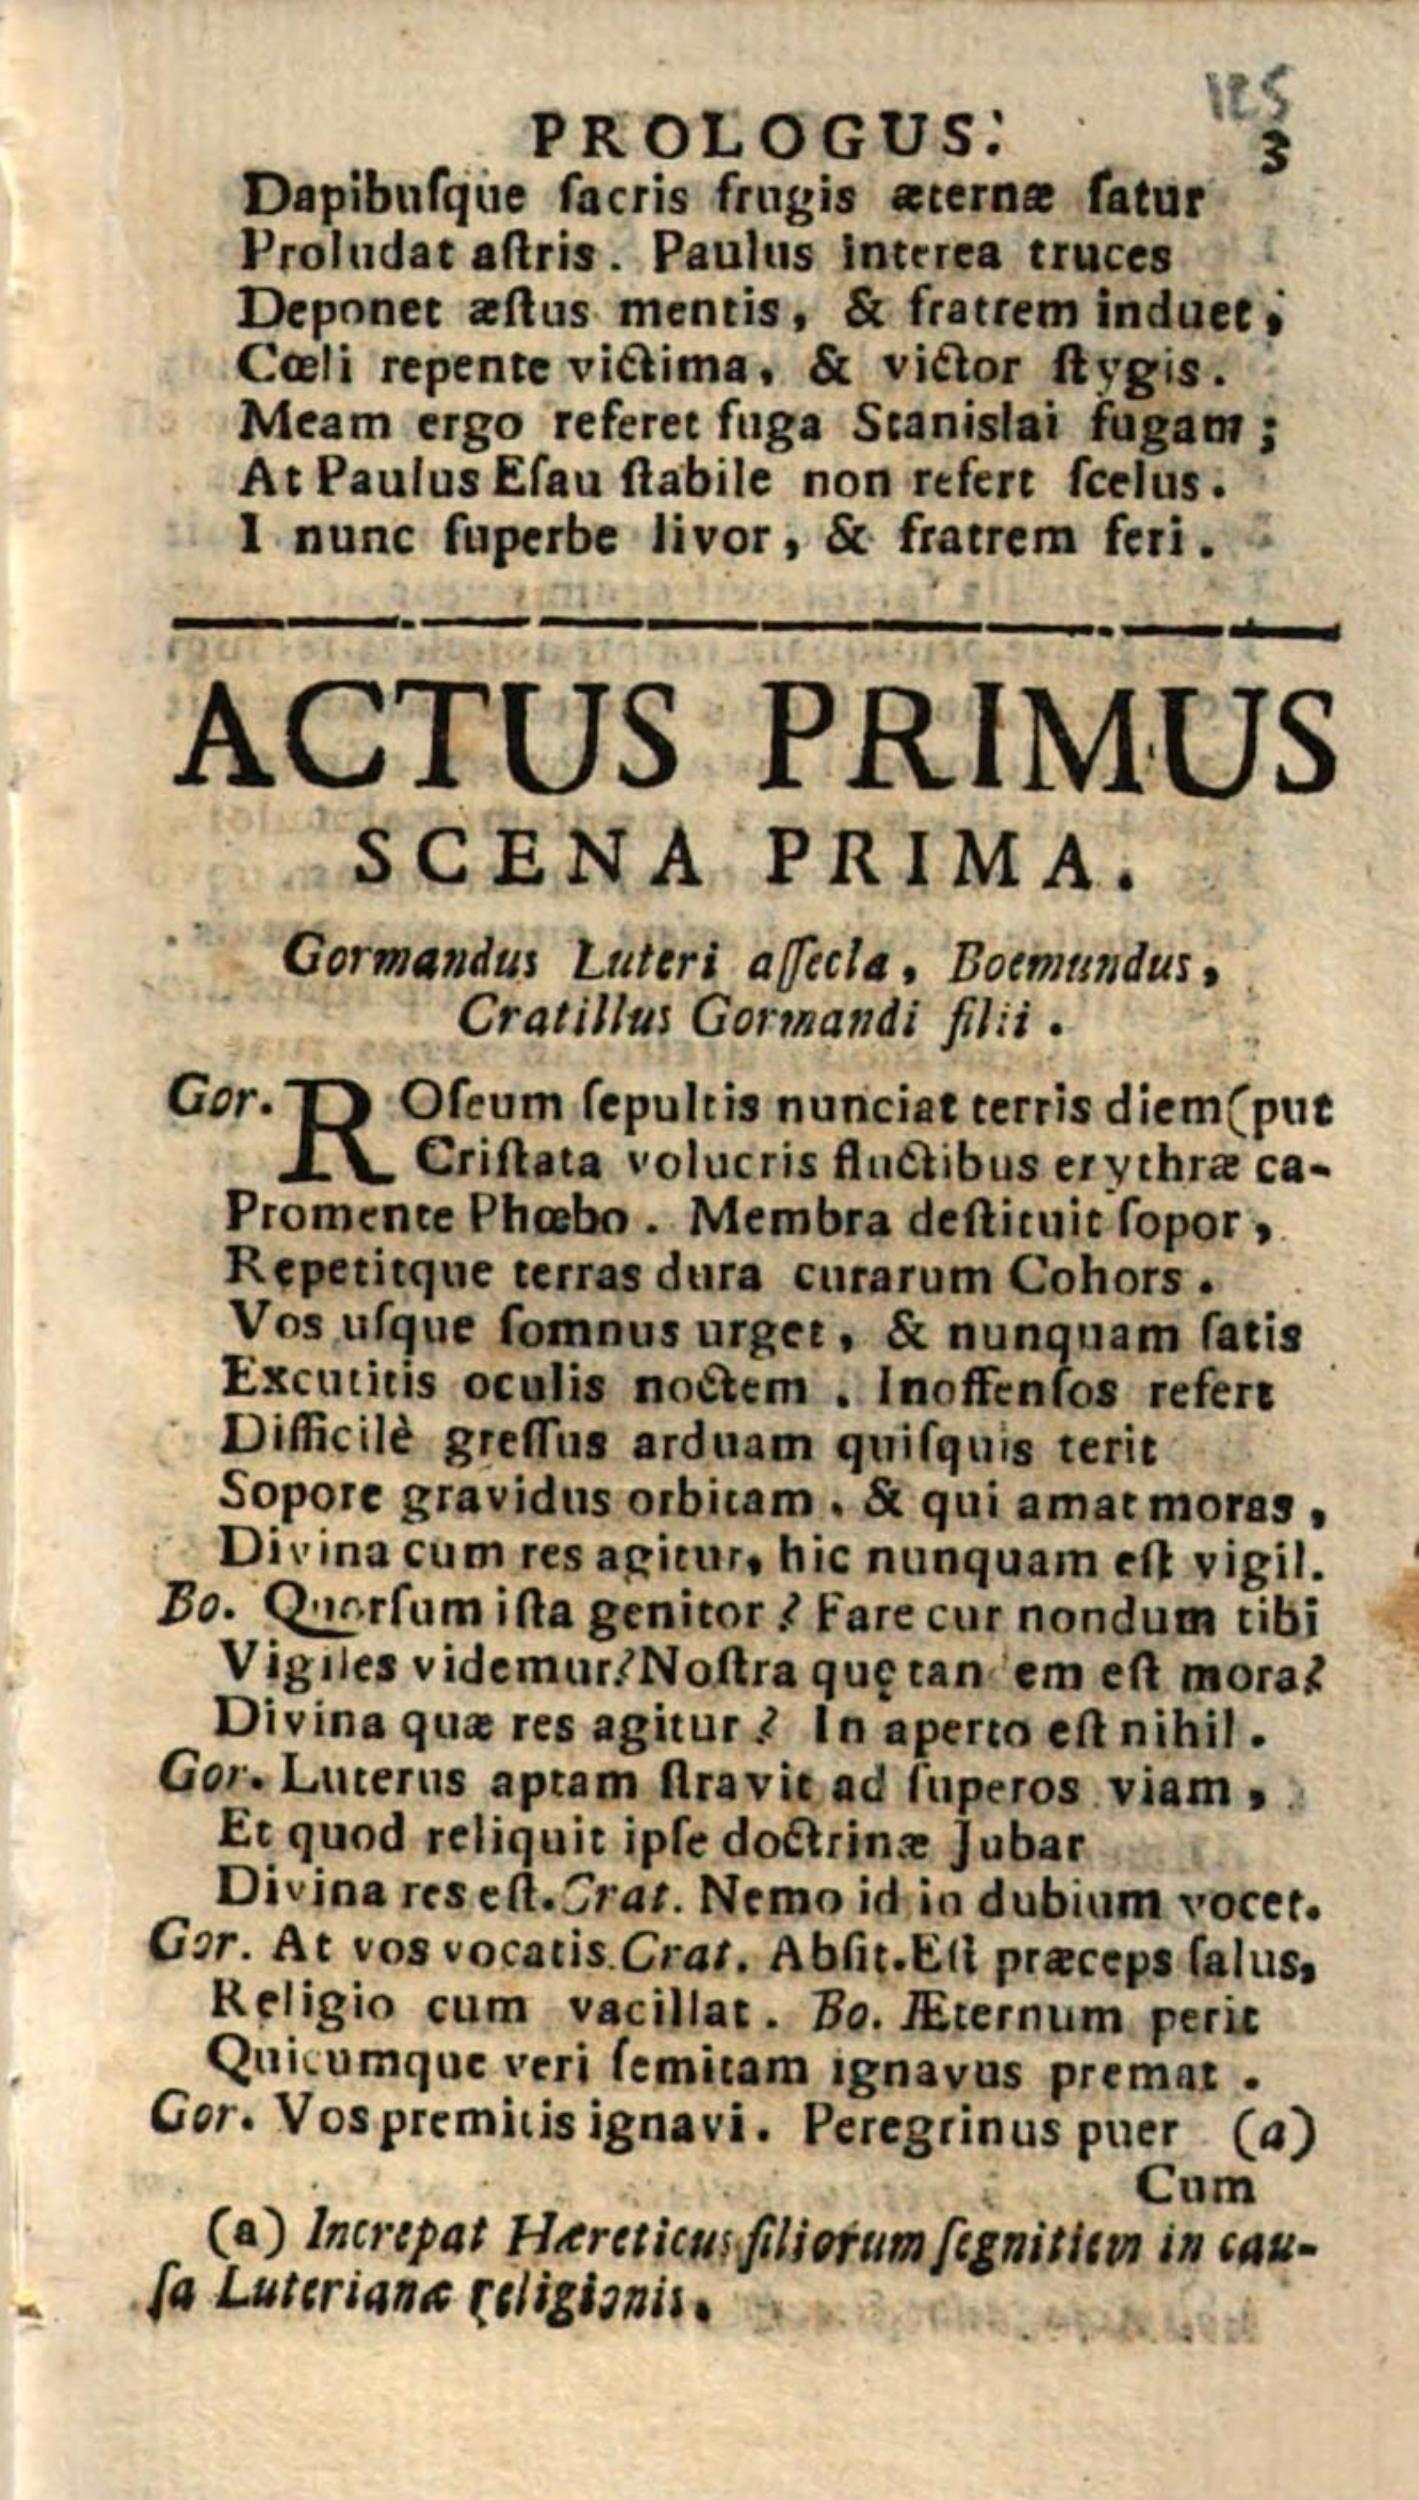 125
PROLOGUS. 3
Dapibuſque ſacris frugis æternæ ſatur
Proludat aſtris. Paulus interea truces
Deponet æſtus mentis, & fratrem induet;
Cœli repente victima, & victor ſtygis.
Meam ergo referet fuga Stanislai fugam;
At Paulus Eſau ſtabile non refert ſcelus.
I nunc ſuperbe livor, & fratrem feri.
ACTUS PRIMUS
SCENA PRIMA.
Gormandus Luteri aſſecla, Boemundus,
Cratillus Gormandi filii.
Gor. ROſeum ſepultis nunciat terris diem (put
Criſtata volucris fluctibus erythræ ca-
Promente Phœbo. Membra deſtituit ſopor,
Repetitque terras dura curarum Cohors.
Vos uſque ſomnus urget, & nunquam ſatis
Excutitis oculis noctem. Inoffenſos refert
Difficilè greſſus arduam quiſquis terit
Sopore gravidus orbitam, & qui amat moras,
Divina cum res agitur, hic nunquam eſt vigil.
Bo. Quorſum iſta genitor? Fare cur nondum tibi
Vigiles videmur? Noſtra quę tandem eſt mora?
Divina quæ res agitur? In aperto eſt nihil.
Gor. Luterus aptam ſtravit ad ſuperos viam,
Et quod reliquit ipſe doctrinæ Jubar
Divina res eſt. Crat. Nemo id in dubium vocet.
Gor. At vos vocatis. Crat. Abſit. Eſt præceps ſalus,
Religio cum vacillat. Bo. Æternum perit
Quicumque veri ſemitam ignavus premat.
Gor. Vos premitis ignavi. Peregrinus puer (a)
Cum
(a) Increpat Hæreticus filiorum ſegnitiem in cau-
ſa Luterianæ religionis.